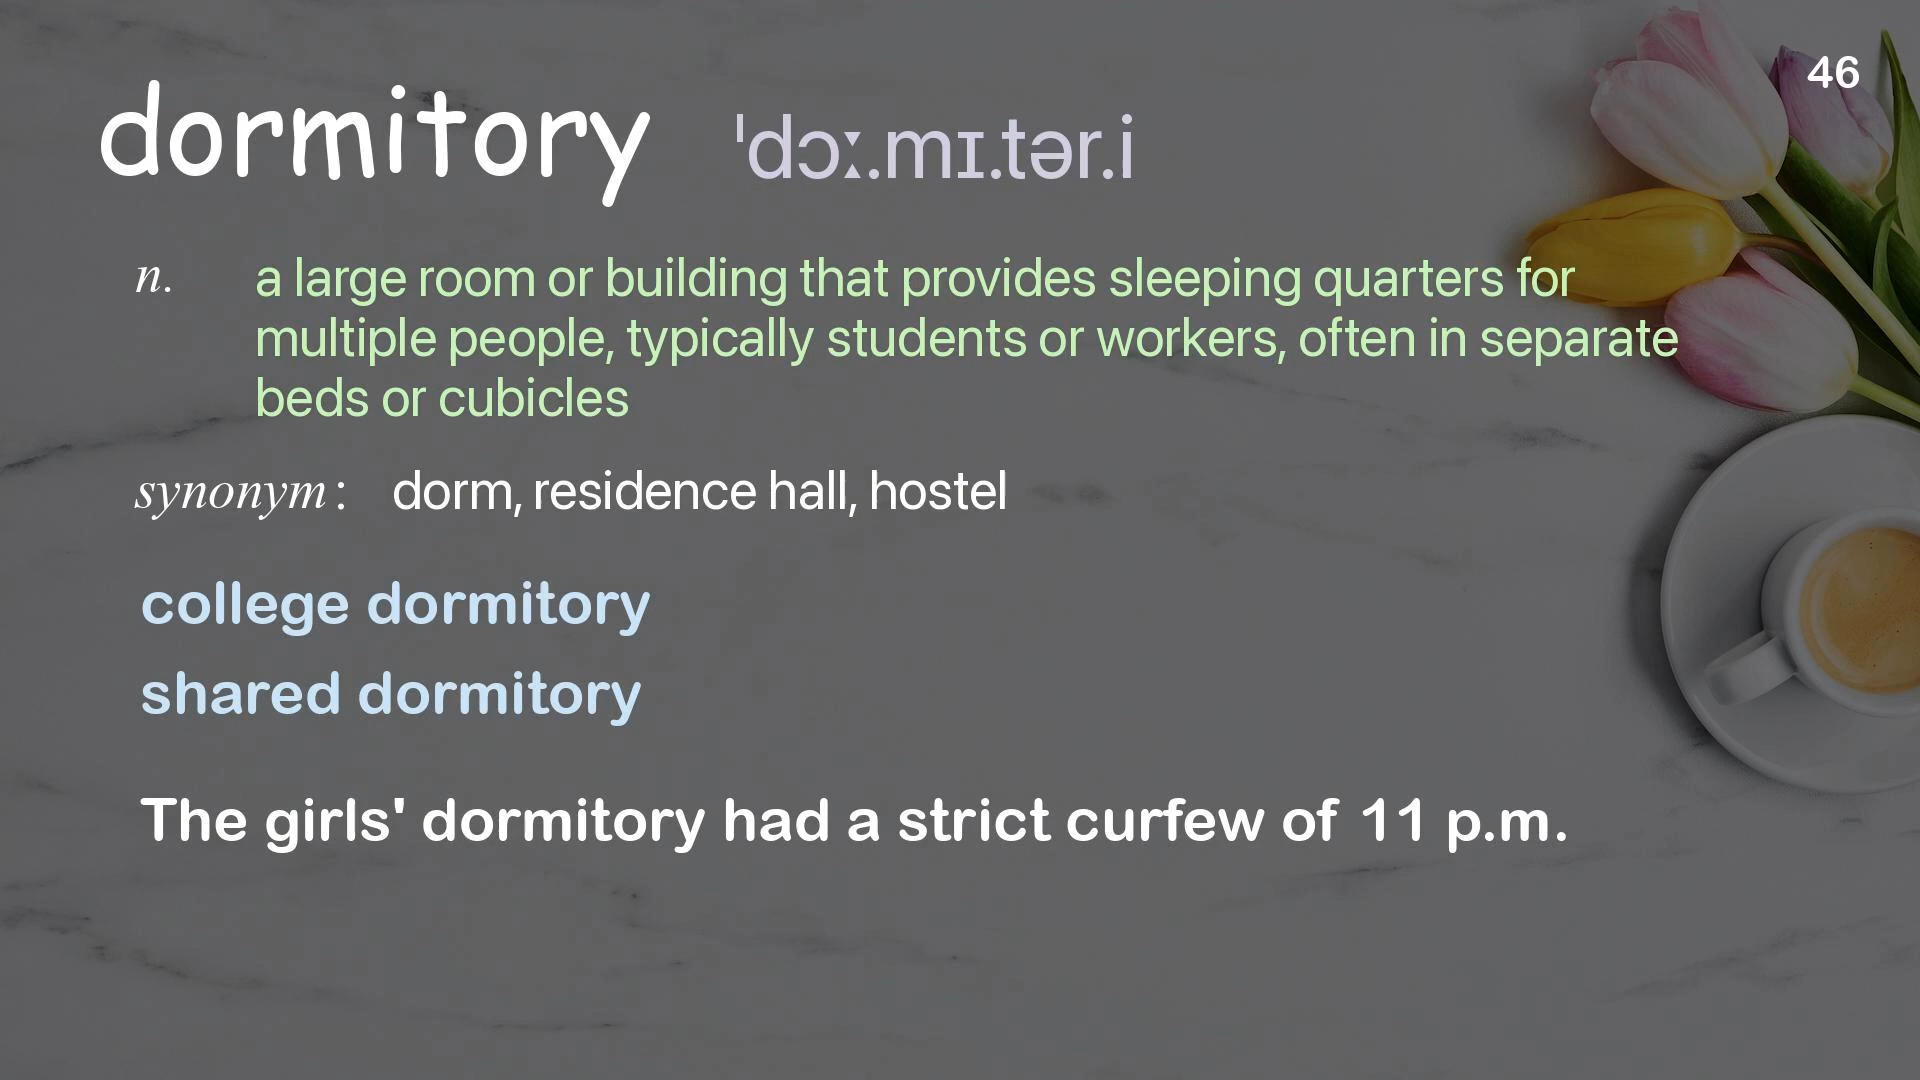 46
dormitory ˈdɔː.mɪ.tər.i
n. a large room or building that provides sleeping quarters for
multiple people, typically students or workers, often in separate
beds or cubicles
synonym: dorm, residence hall, hostel
college dormitory
shared dormitory
The girls' dormitory had a strict curfew of 11 p.m.